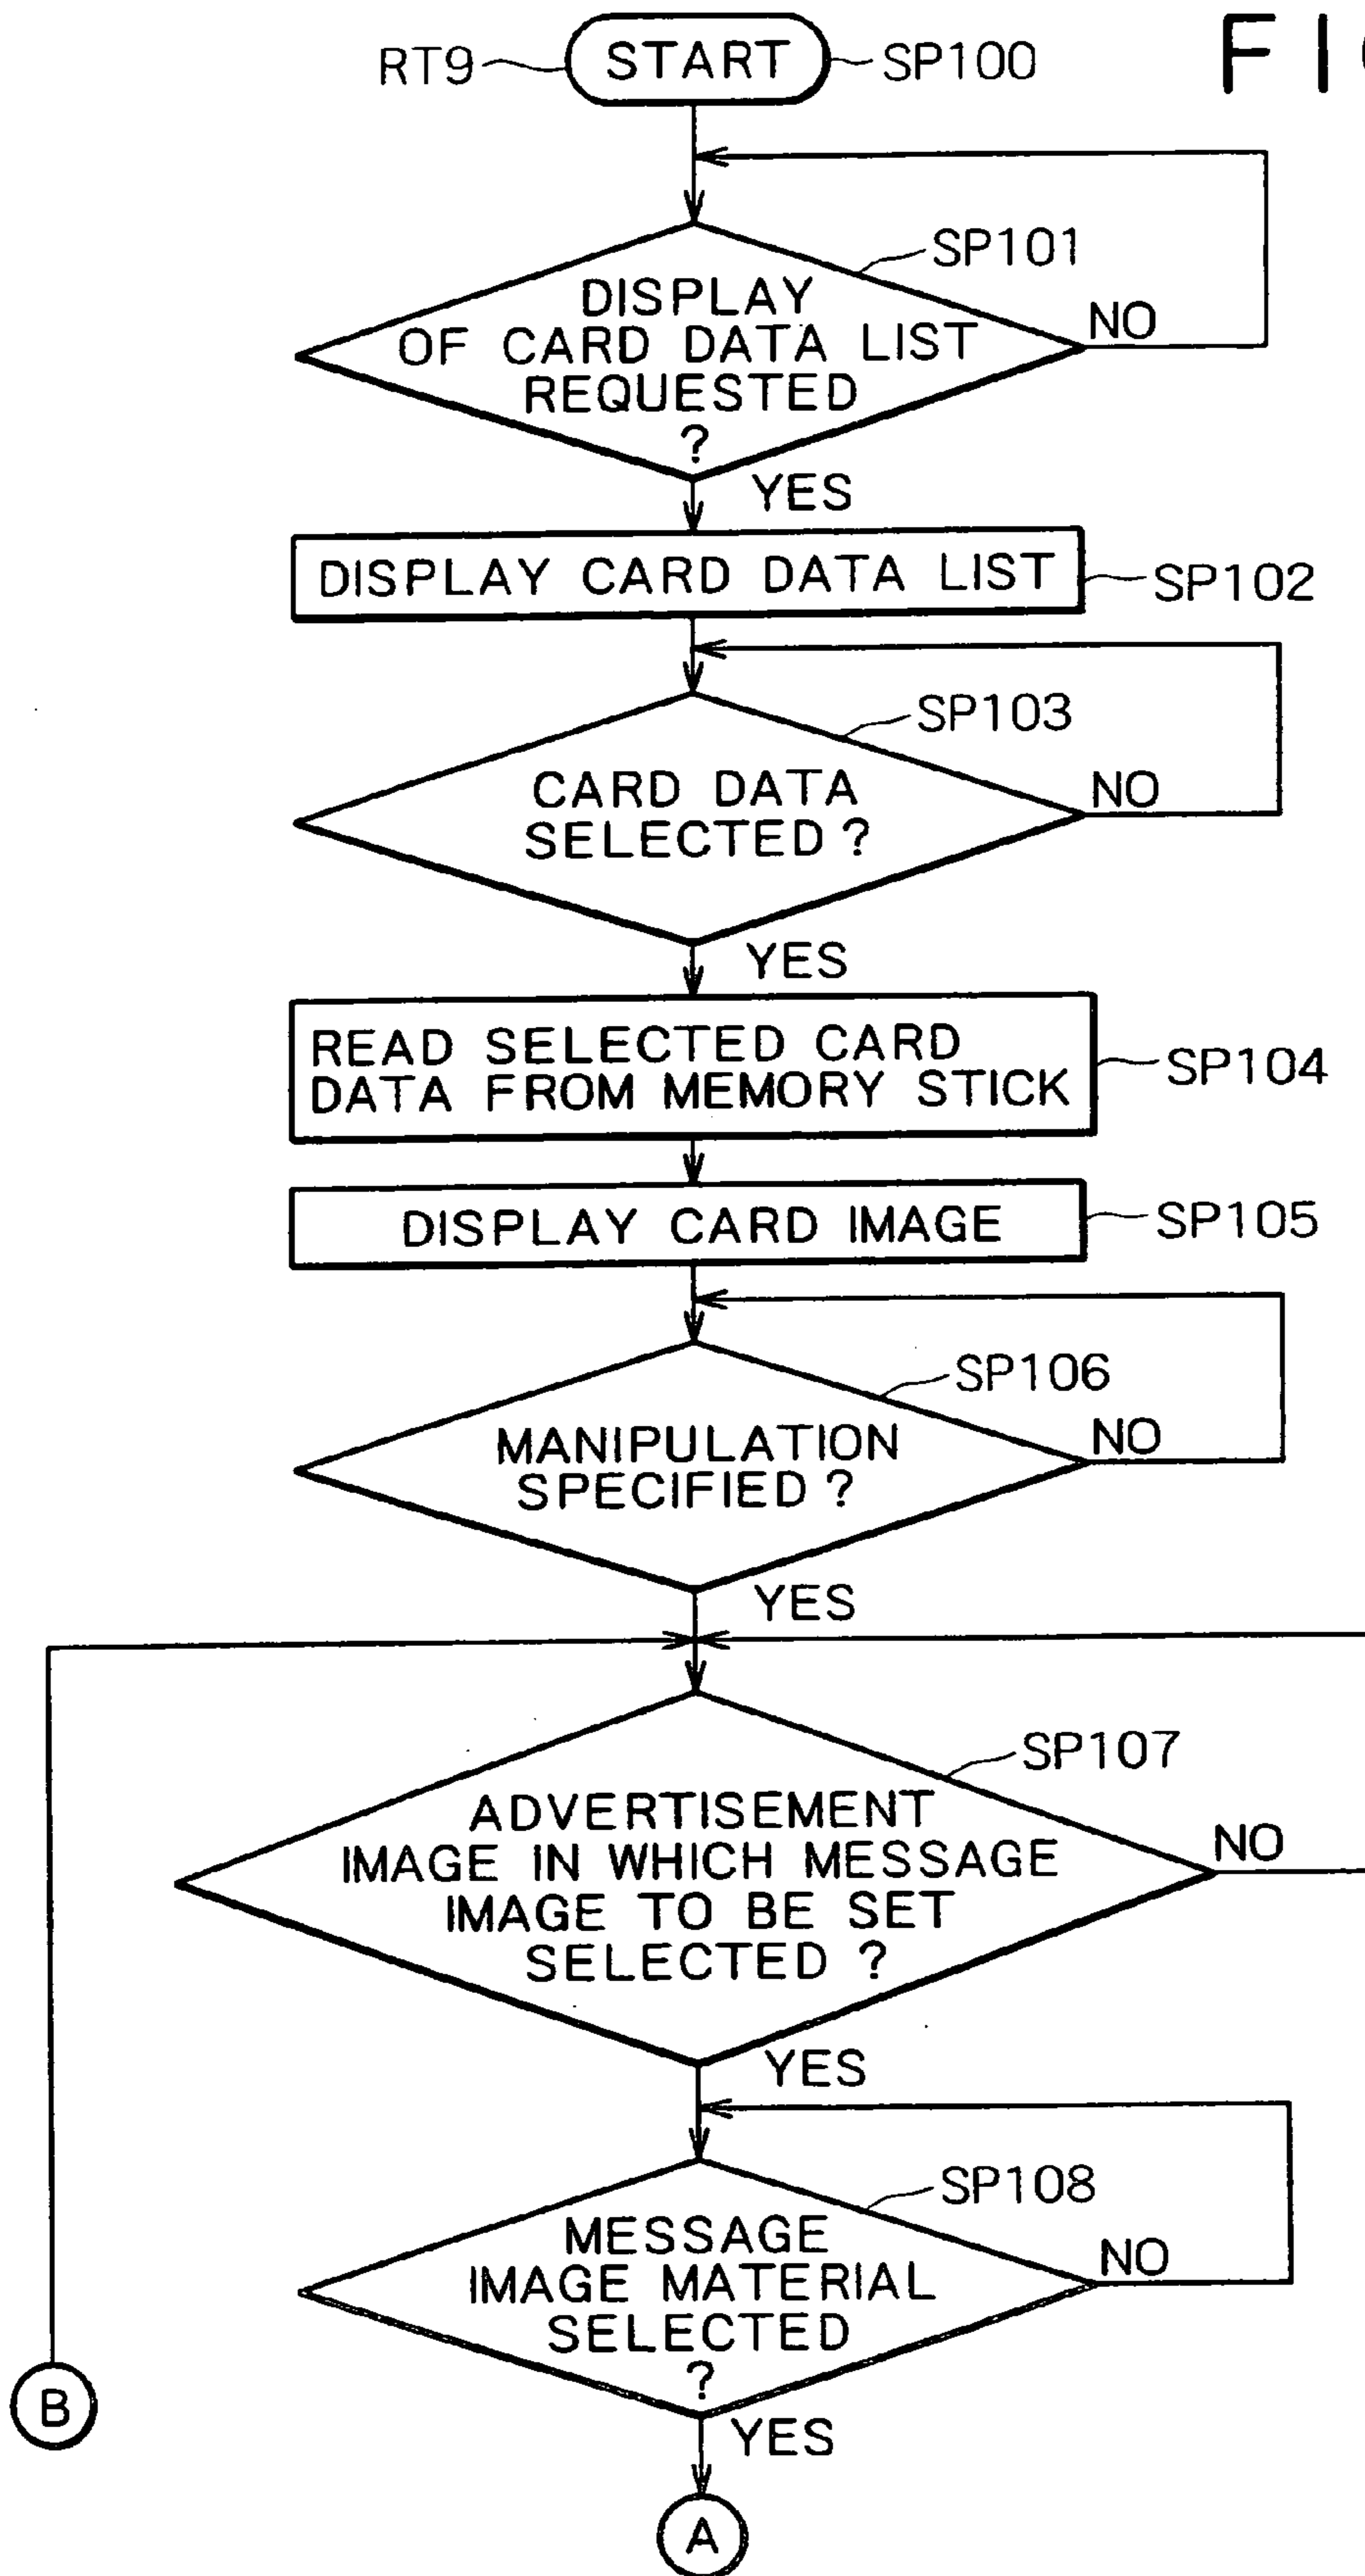 FI
RT9
START
SP100
SP101
DISPLAY
OF CARD DATA LIST
REQUESTED
?
NO
YES
DISPLAY CARD DATA LIST
SP102
SP103
CARD DATA
SELECTED ?
NO
YES
READ SELECTED CARD
DATA FROM MEMORY STICK
SP104
DISPLAY CARD IMAGE
SP105
SP106
MANIPULATION
SPECIFIED ?
NO
YES
SP107
ADVERTISEMENT
IMAGE IN WHICH MESSAGE
IMAGE TO BE SET
SELECTED ?
NO
YES
SP108
MESSAGE
IMAGE MATERIAL
SELECTED
?
NO
YES
B
A